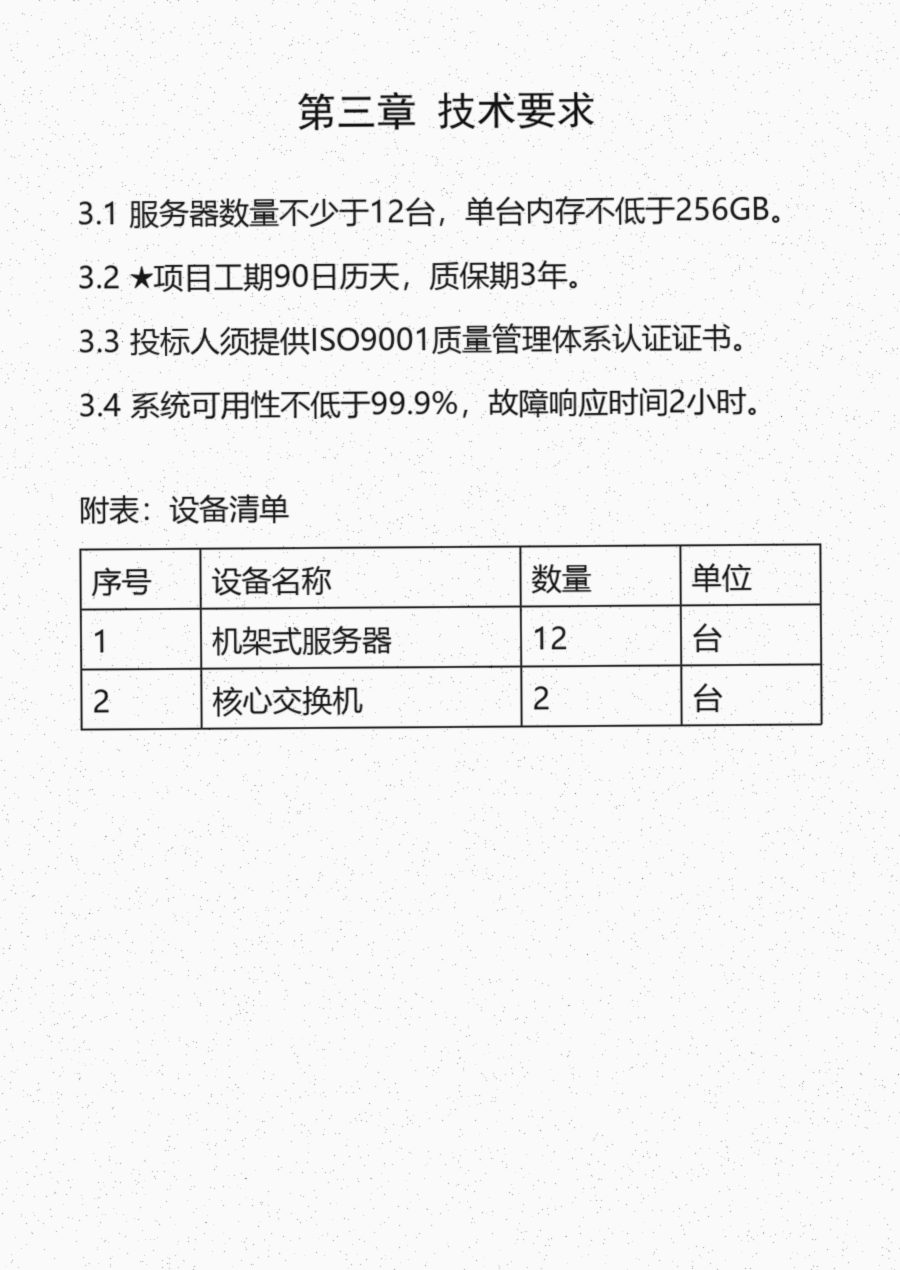 第三章 技术要求
3.1 服务器数量不少于12台，单台内存不低于256GB。
3.2 ★项目工期90日历天，质保期3年。
3.3 投标人须提供ISO9001质量管理体系认证证书。
3.4 系统可用性不低于99.9%，故障响应时间2小时。
附表：设备清单
序号 设备名称 数量 单位
1 机架式服务器 12 台
2 核心交换机 2 台